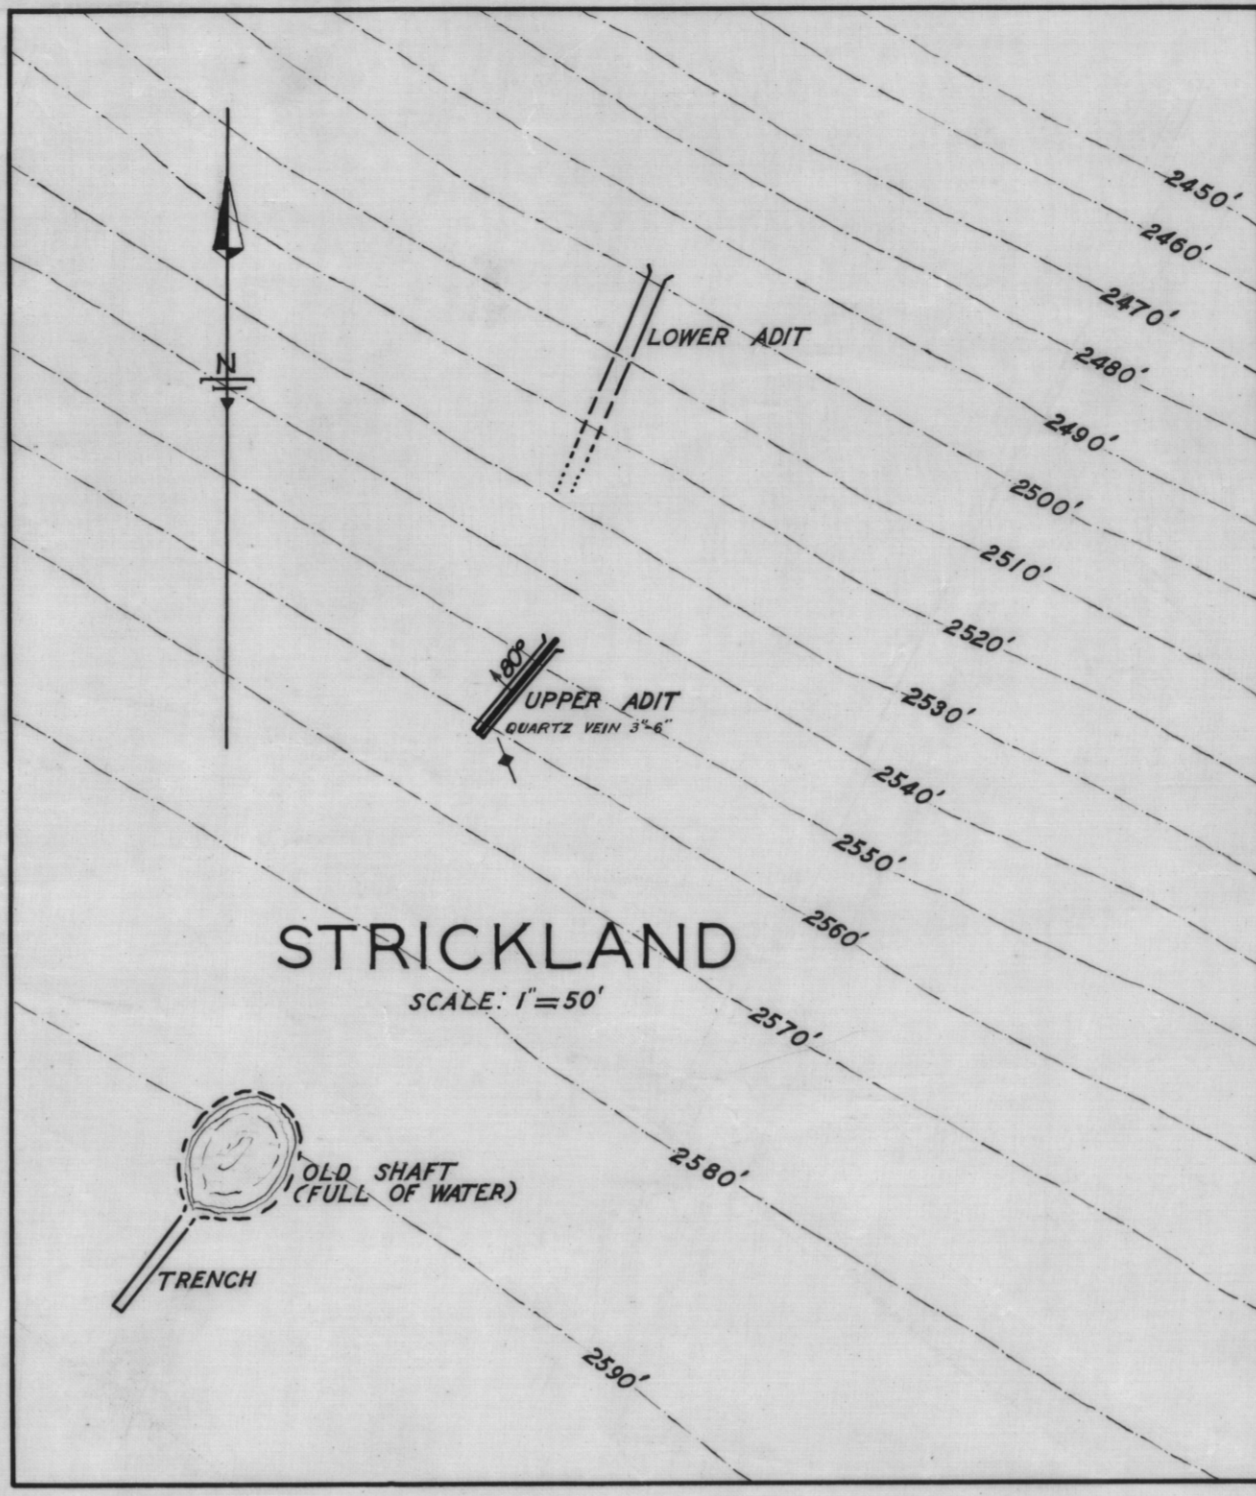 2450'
2460'
2470'
2480'
2490'
2500'
2510'
2520'
2530'
2540'
2550'
2560'
2570'
2580'
2590'
N
LOWER ADIT
80°
UPPER ADIT
QUARTZ VEIN 3"-6"
STRICKLAND
SCALE: 1"=50'
OLD SHAFT
(FULL OF WATER)
TRENCH